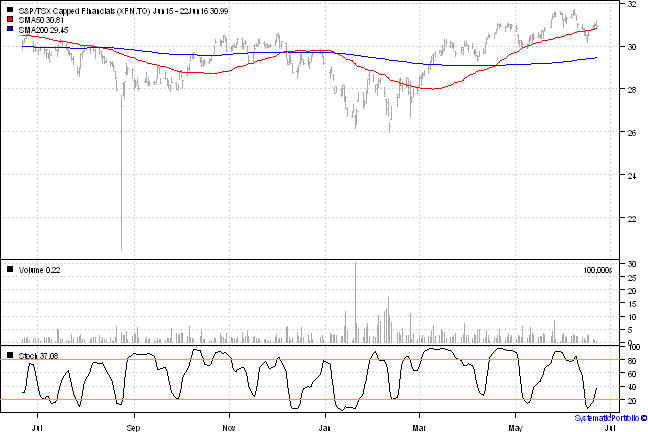 S&P/TSX Capped Financials (XFN.TO) Jun 15 - 22Jun16 30.99
SMA50 30.81
SMA200 29.45
32
30
28
26
24
22
Volume 0.22
100,000s
30
25
20
15
10
5
0
Stoch 37.08
100
80
60
40
20
Jul Sep Nov Jan Mar May Jul
SystematicPortfolio ©